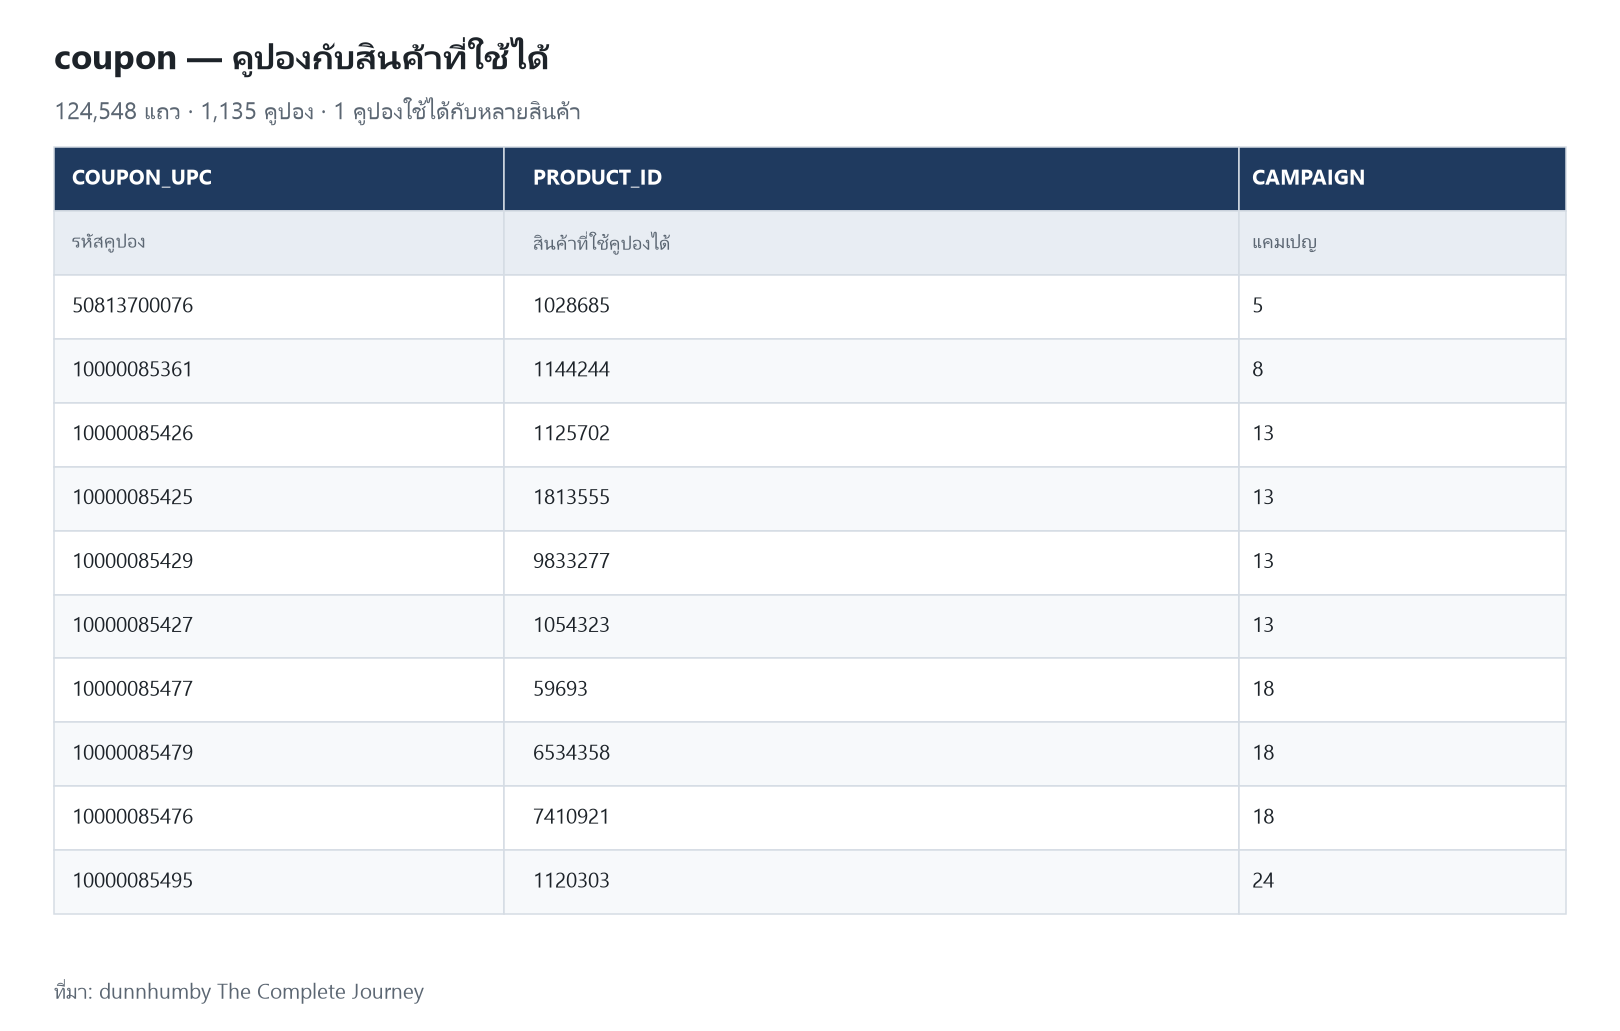 coupon — คูปองกับสินค้าที่ใช้ได้
124,548 แถว · 1,135 คูปอง · 1 คูปองใช้ได้กับหลายสินค้า
COUPON_UPC PRODUCT_ID CAMPAIGN
รหัสคูปอง สินค้าที่ใช้คูปองได้ แคมเปญ
50813700076 1028685 5
10000085361 1144244 8
10000085426 1125702 13
10000085425 1813555 13
10000085429 9833277 13
10000085427 1054323 13
10000085477 59693 18
10000085479 6534358 18
10000085476 7410921 18
10000085495 1120303 24
ที่มา: dunnhumby The Complete Journey